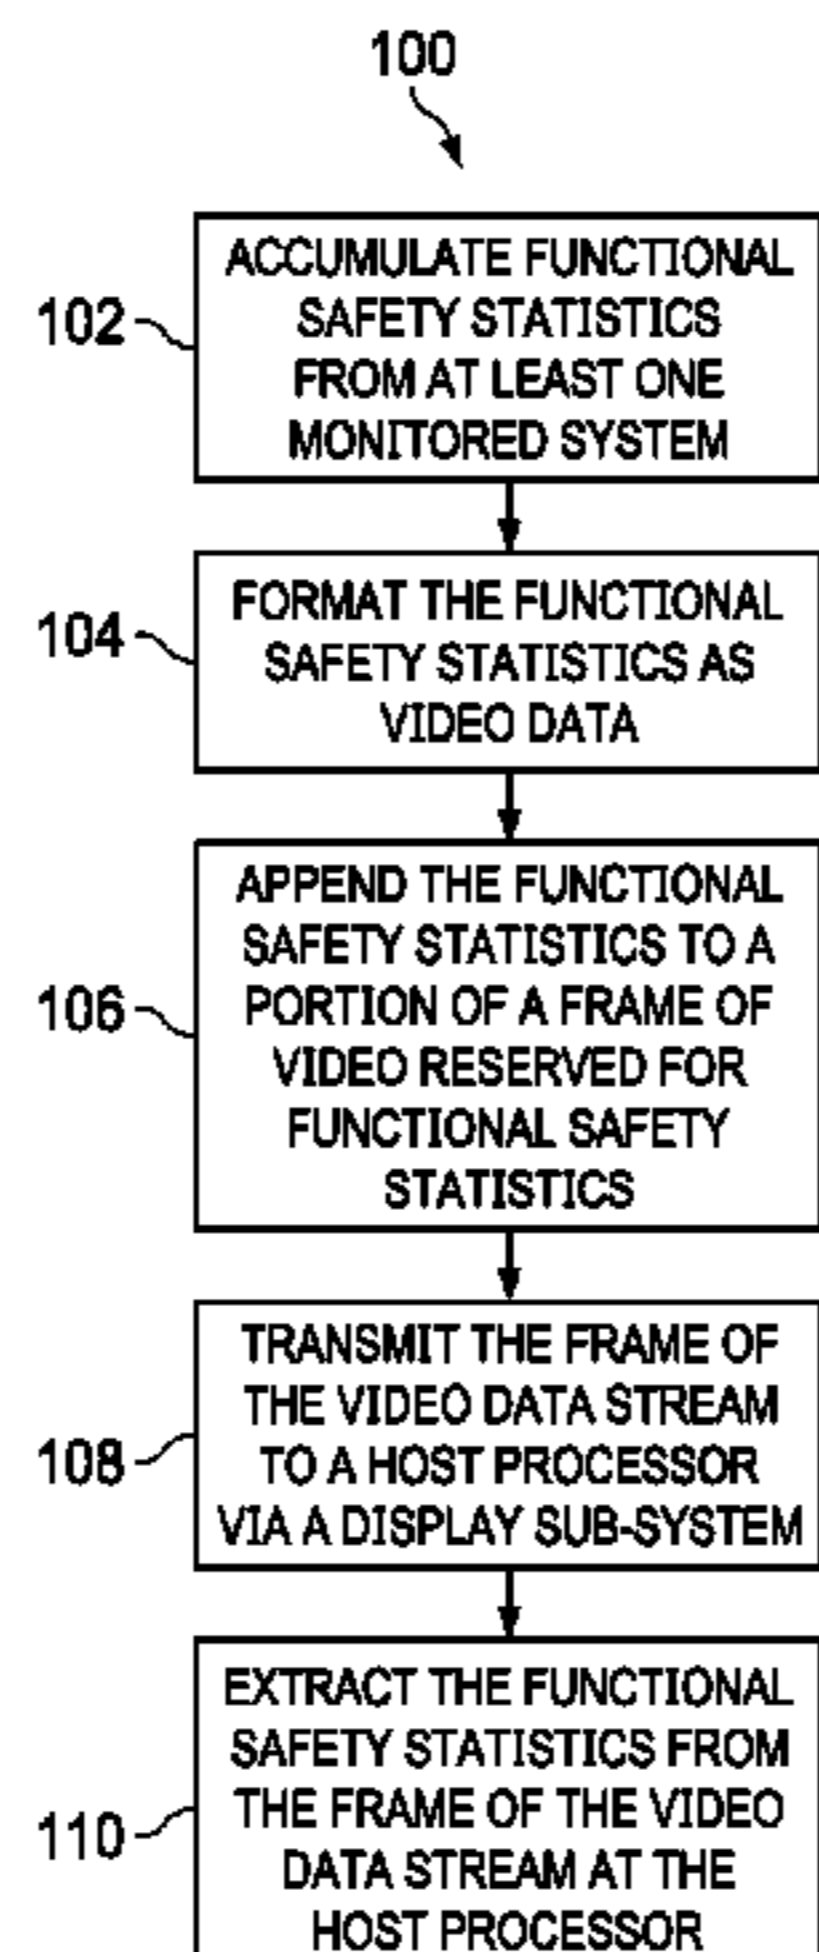 100
102
ACCUMULATE FUNCTIONAL
SAFETY STATISTICS
FROM AT LEAST ONE
MONITORED SYSTEM
104
FORMAT THE FUNCTIONAL
SAFETY STATISTICS AS
VIDEO DATA
106
APPEND THE FUNCTIONAL
SAFETY STATISTICS TO A
PORTION OF A FRAME OF
VIDEO RESERVED FOR
FUNCTIONAL SAFETY
STATISTICS
108
TRANSMIT THE FRAME OF
THE VIDEO DATA STREAM
TO A HOST PROCESSOR
VIA A DISPLAY SUB-SYSTEM
110
EXTRACT THE FUNCTIONAL
SAFETY STATISTICS FROM
THE FRAME OF THE VIDEO
DATA STREAM AT THE
HOST PROCESSOR